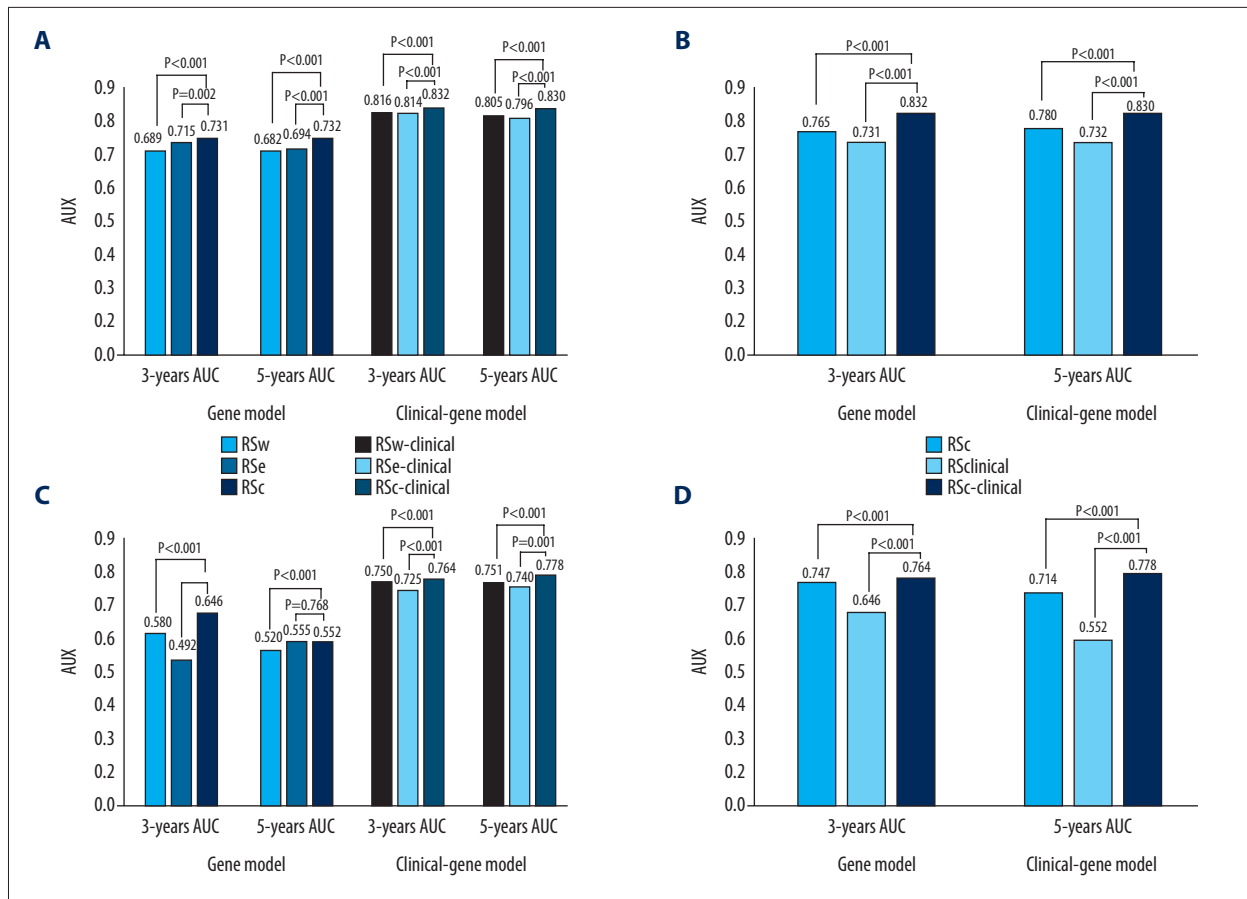 A
P<0.001
P<0.001
P<0.001
P<0.001
P=0.002
P<0.001
P<0.001
P<0.001
0.689
0.715
0.731
0.682
0.694
0.732
0.816
0.814
0.832
0.805
0.796
0.830
0.9
0.8
0.7
0.6
0.5
0.4
0.3
0.2
0.1
0.0
AUX
3-years AUC
5-years AUC
3-years AUC
5-years AUC
Gene model
Clinical-gene model
RSw
RSe
RSc
RSw-clinical
RSe-clinical
RSc-clinical
B
P<0.001
P<0.001
P<0.001
P<0.001
0.765
0.731
0.832
0.780
0.732
0.830
0.9
0.8
0.7
0.6
0.5
0.4
0.3
0.2
0.1
0.0
AUX
3-years AUC
5-years AUC
Gene model
Clinical-gene model
RSc
RSclinical
RSc-clinical
C
P<0.001
P<0.001
P<0.001
P<0.001
P=0.768
P<0.001
P=0.001
0.580
0.492
0.646
0.520
0.555
0.552
0.750
0.725
0.764
0.751
0.740
0.778
0.9
0.8
0.7
0.6
0.5
0.4
0.3
0.2
0.1
0.0
AUX
3-years AUC
5-years AUC
3-years AUC
5-years AUC
Gene model
Clinical-gene model
D
P<0.001
P<0.001
P<0.001
P<0.001
0.747
0.646
0.764
0.714
0.552
0.778
0.9
0.8
0.7
0.6
0.5
0.4
0.3
0.2
0.1
0.0
AUX
3-years AUC
5-years AUC
Gene model
Clinical-gene model